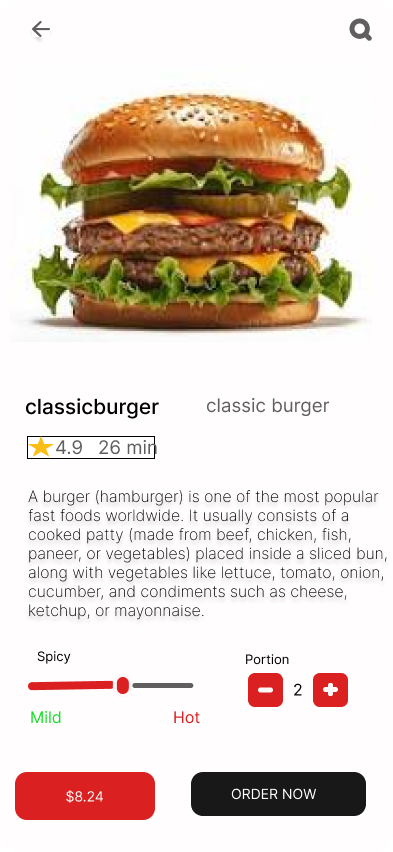 classicburger
classic burger
4.9 26 min
A burger (hamburger) is one of the most popular
fast foods worldwide. It usually consists of a
cooked patty (made from beef, chicken, fish,
paneer, or vegetables) placed inside a sliced bun,
along with vegetables like lettuce, tomato, onion,
cucumber, and condiments such as cheese,
ketchup, or mayonnaise.
Spicy
Portion
2
Mild
Hot
$8.24
ORDER NOW